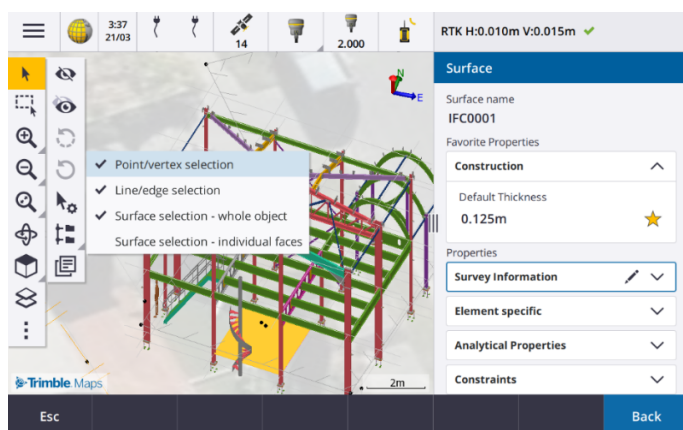 3:37
21/03
14
2.000
RTK H:0.010m V:0.015m
N
E
Point/vertex selection
Line/edge selection
Surface selection - whole object
Surface selection - individual faces
Trimble. Maps
2m
Surface
Surface name
IFC0001
Favorite Properties
Construction
Default Thickness
0.125m
Properties
Survey Information
Element specific
Analytical Properties
Constraints
Esc
Back